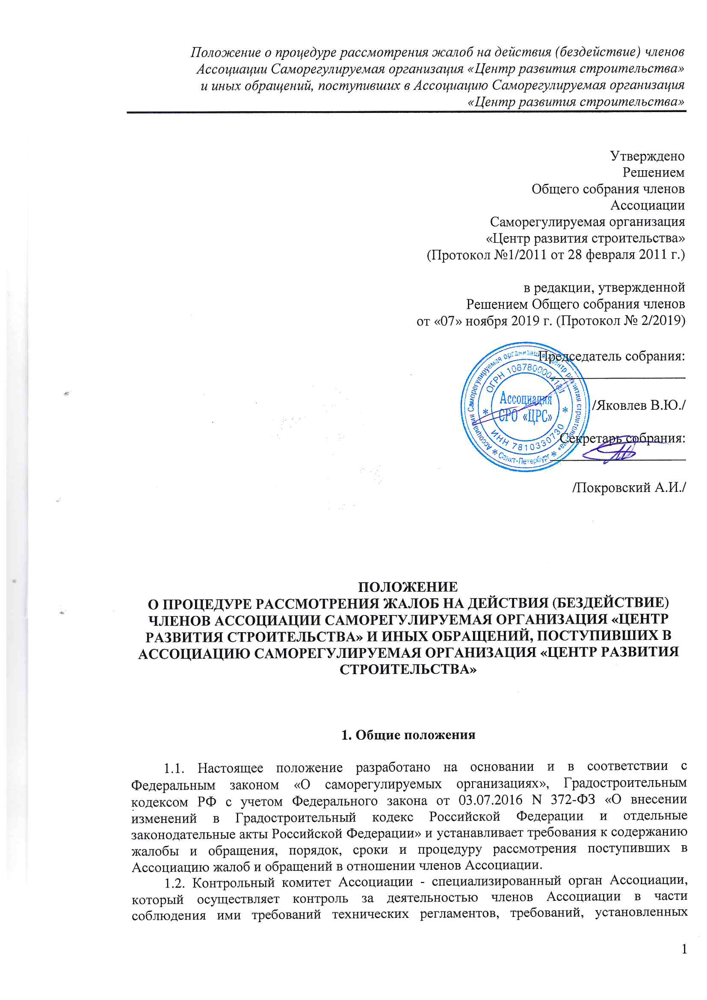 Положение о процедуре рассмотрения жалоб на действия (бездействие) членов
Ассоциации Саморегулируемая организация «Центр развития строительства»
и иных обращений, поступивших в Ассоциацию Саморегулируемая организация
«Центр развития строительства»
Утверждено
Решением
Общего собрания членов
Ассоциации
Саморегулируемая организация
«Центр развития строительства»
(Протокол №1/2011 от 28 февраля 2011 г.)
в редакции, утвержденной
Решением Общего собрания членов
от «07» ноября 2019 г. (Протокол № 2/2019)
Председатель собрания:
/Яковлев В.Ю./
Секретарь собрания:
/Покровский А.И./
Ассоциация Саморегулируемая организация «Центр развития строительства»
* Санкт-Петербург *
ОГРН
ИНН 7810330730
Ассоциация
СРО «ЦРС»
ПОЛОЖЕНИЕ
О ПРОЦЕДУРЕ РАССМОТРЕНИЯ ЖАЛОБ НА ДЕЙСТВИЯ (БЕЗДЕЙСТВИЕ)
ЧЛЕНОВ АССОЦИАЦИИ САМОРЕГУЛИРУЕМАЯ ОРГАНИЗАЦИЯ «ЦЕНТР
РАЗВИТИЯ СТРОИТЕЛЬСТВА» И ИНЫХ ОБРАЩЕНИЙ, ПОСТУПИВШИХ В
АССОЦИАЦИЮ САМОРЕГУЛИРУЕМАЯ ОРГАНИЗАЦИЯ «ЦЕНТР РАЗВИТИЯ
СТРОИТЕЛЬСТВА»
1. Общие положения
1.1. Настоящее положение разработано на основании и в соответствии с
Федеральным законом «О саморегулируемых организациях», Градостроительным
кодексом РФ с учетом Федерального закона от 03.07.2016 N 372-ФЗ «О внесении
изменений в Градостроительный кодекс Российской Федерации и отдельные
законодательные акты Российской Федерации» и устанавливает требования к содержанию
жалобы и обращения, порядок, сроки и процедуру рассмотрения поступивших в
Ассоциацию жалоб и обращений в отношении членов Ассоциации.
1.2. Контрольный комитет Ассоциации - специализированный орган Ассоциации,
который осуществляет контроль за деятельностью членов Ассоциации в части
соблюдения ими требований технических регламентов, требований, установленных
1